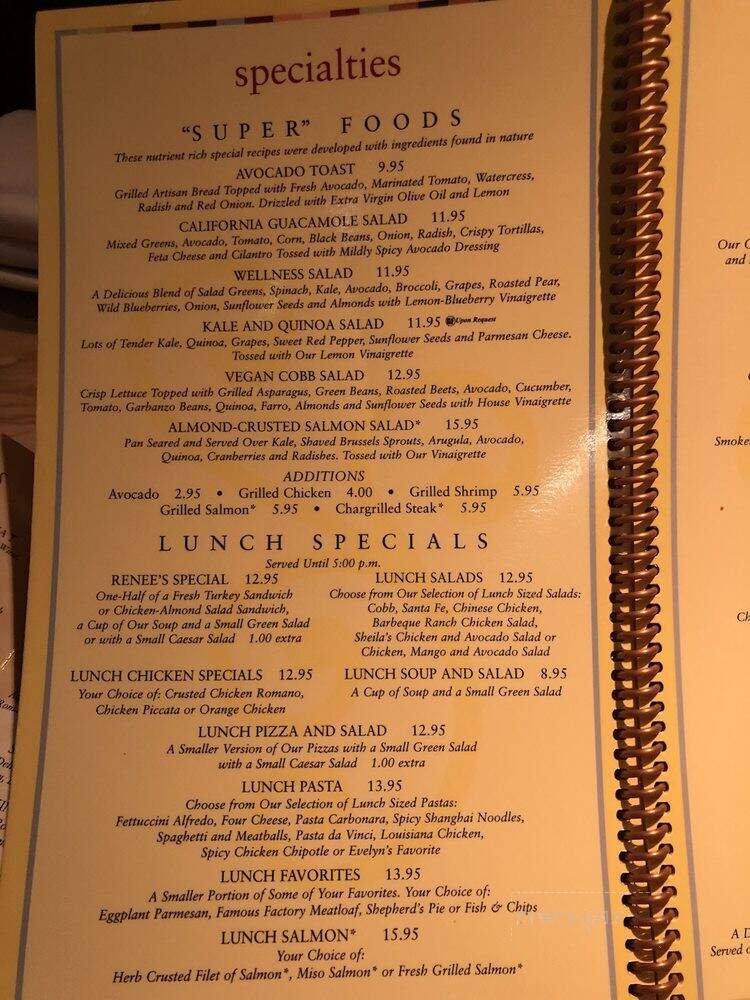 specialties
"SUPER" FOODS
These nutrient rich special recipes were developed with ingredients found in nature
AVOCADO TOAST 9.95
Grilled Artisan Bread Topped with Fresh Avocado, Marinated Tomato, Watercress,
Radish and Red Onion. Drizzled with Extra Virgin Olive Oil and Lemon
CALIFORNIA GUACAMOLE SALAD 11.95
Mixed Greens, Avocado, Tomato, Corn, Black Beans, Onion, Radish, Crispy Tortillas,
Feta Cheese and Cilantro Tossed with Mildly Spicy Avocado Dressing
WELLNESS SALAD 11.95
A Delicious Blend of Salad Greens, Spinach, Kale, Avocado, Broccoli, Grapes, Roasted Pear,
Wild Blueberries, Onion, Sunflower Seeds and Almonds with Lemon-Blueberry Vinaigrette
KALE AND QUINOA SALAD 11.95 Upon Request
Lots of Tender Kale, Quinoa, Grapes, Sweet Red Pepper, Sunflower Seeds and Parmesan Cheese.
Tossed with Our Lemon Vinaigrette
VEGAN COBB SALAD 12.95
Crisp Lettuce Topped with Grilled Asparagus, Green Beans, Roasted Beets, Avocado, Cucumber,
Tomato, Garbanzo Beans, Quinoa, Farro, Almonds and Sunflower Seeds with House Vinaigrette
ALMOND-CRUSTED SALMON SALAD* 15.95
Pan Seared and Served Over Kale, Shaved Brussels Sprouts, Arugula, Avocado,
Quinoa, Cranberries and Radishes. Tossed with Our Vinaigrette
ADDITIONS
Avocado 2.95 • Grilled Chicken 4.00 • Grilled Shrimp 5.95
Grilled Salmon* 5.95 • Chargrilled Steak* 5.95
LUNCH SPECIALS
Served Until 5:00 p.m.
RENEE'S SPECIAL 12.95
One-Half of a Fresh Turkey Sandwich
or Chicken-Almond Salad Sandwich,
a Cup of Our Soup and a Small Green Salad
or with a Small Caesar Salad 1.00 extra
LUNCH SALADS 12.95
Choose from Our Selection of Lunch Sized Salads:
Cobb, Santa Fe, Chinese Chicken,
Barbeque Ranch Chicken Salad,
Sheila's Chicken and Avocado Salad or
Chicken, Mango and Avocado Salad
LUNCH CHICKEN SPECIALS 12.95
Your Choice of: Crusted Chicken Romano,
Chicken Piccata or Orange Chicken
LUNCH SOUP AND SALAD 8.95
A Cup of Soup and a Small Green Salad
LUNCH PIZZA AND SALAD 12.95
A Smaller Version of Our Pizzas with a Small Green Salad
with a Small Caesar Salad 1.00 extra
LUNCH PASTA 13.95
Choose from Our Selection of Lunch Sized Pastas:
Fettuccini Alfredo, Four Cheese, Pasta Carbonara, Spicy Shanghai Noodles,
Spaghetti and Meatballs, Pasta da Vinci, Louisiana Chicken,
Spicy Chicken Chipotle or Evelyn's Favorite
LUNCH FAVORITES 13.95
A Smaller Portion of Some of Your Favorites. Your Choice of:
Eggplant Parmesan, Famous Factory Meatloaf, Shepherd's Pie or Fish & Chips
LUNCH SALMON* 15.95
Your Choice of:
Herb Crusted Filet of Salmon*, Miso Salmon* or Fresh Grilled Salmon*
Our
and
Smoke
Served